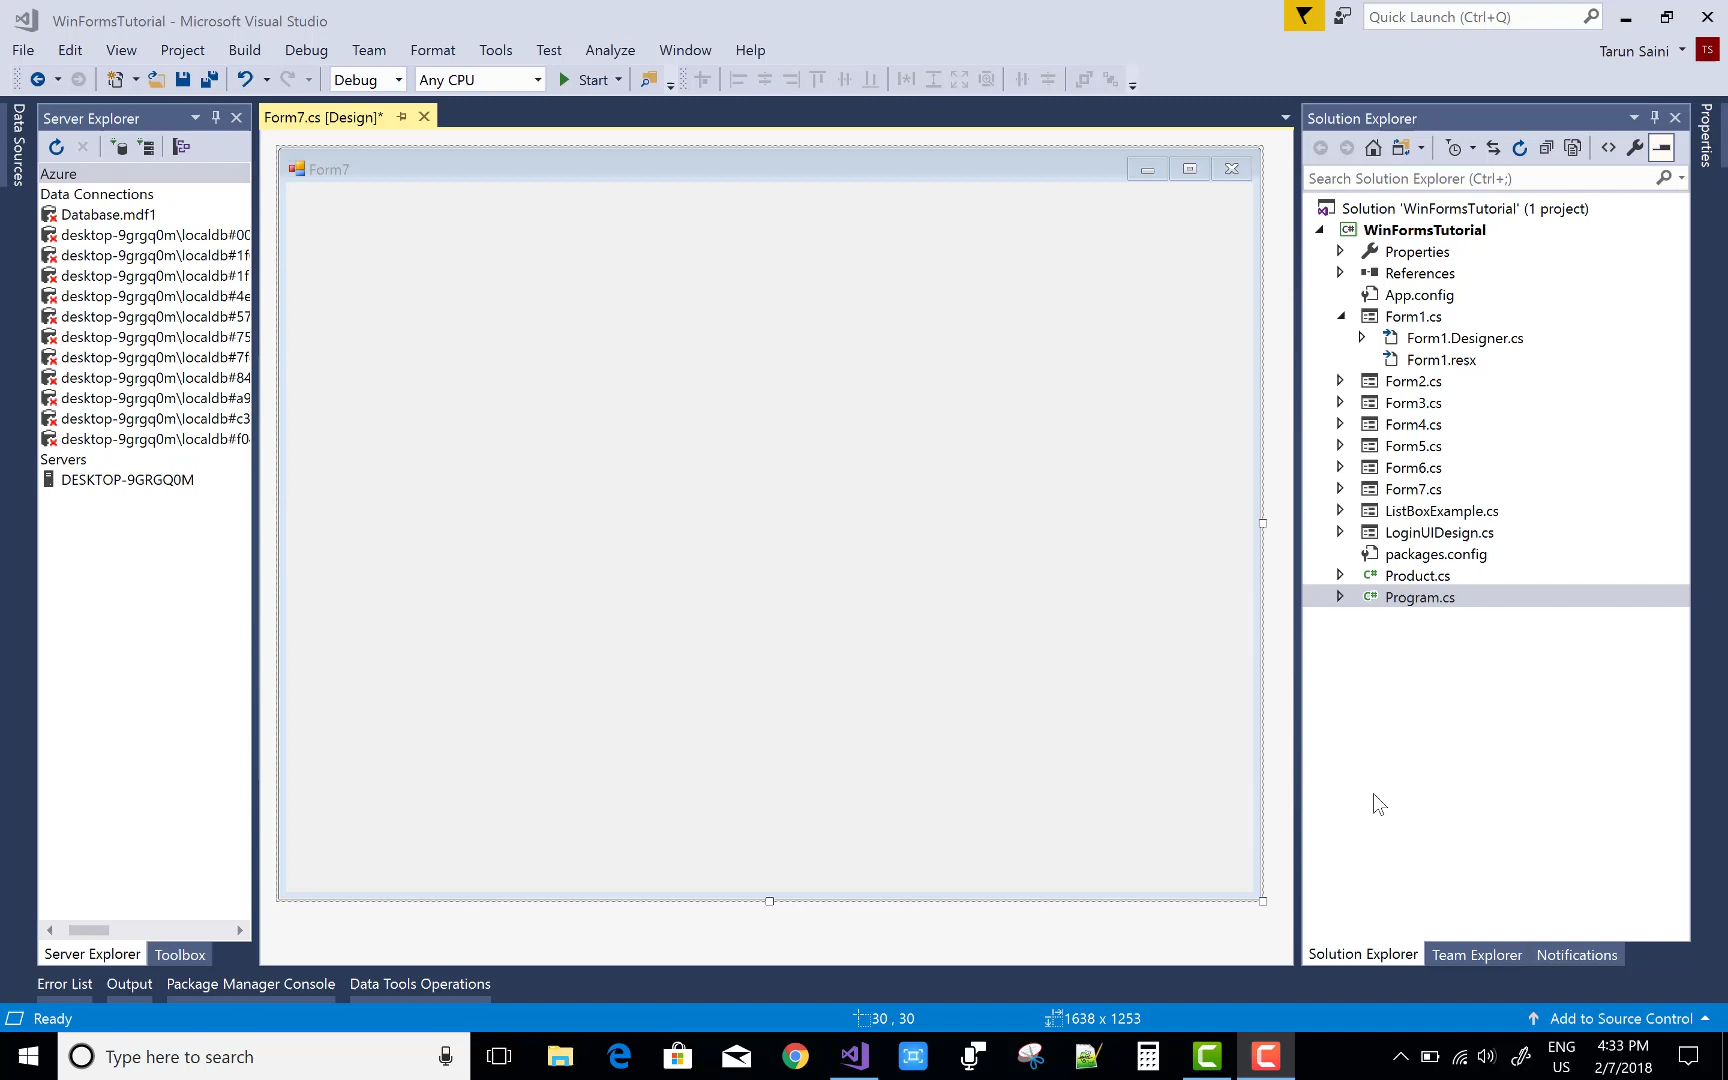 WinFormsTutorial - Microsoft Visual Studio
Quick Launch (Ctrl+Q)
File Edit View Project Build Debug Team Format Tools Test Analyze Window Help
Tarun Saini TS
Debug Any CPU Start
Data Sources
Server Explorer
Azure
Data Connections
Database.mdf1
desktop-9grgq0m\localdb#00
desktop-9grgq0m\localdb#1f
desktop-9grgq0m\localdb#1f
desktop-9grgq0m\localdb#4e
desktop-9grgq0m\localdb#57
desktop-9grgq0m\localdb#75
desktop-9grgq0m\localdb#7f
desktop-9grgq0m\localdb#84
desktop-9grgq0m\localdb#a9
desktop-9grgq0m\localdb#c3
desktop-9grgq0m\localdb#f0
Servers
DESKTOP-9GRGQ0M
Server Explorer Toolbox
Form7.cs [Design]*
Form7
Solution Explorer
Search Solution Explorer (Ctrl+;)
Solution 'WinFormsTutorial' (1 project)
C# WinFormsTutorial
Properties
References
App.config
Form1.cs
Form1.Designer.cs
Form1.resx
Form2.cs
Form3.cs
Form4.cs
Form5.cs
Form6.cs
Form7.cs
ListBoxExample.cs
LoginUIDesign.cs
packages.config
C# Product.cs
C# Program.cs
Solution Explorer Team Explorer Notifications
Properties
Error List Output Package Manager Console Data Tools Operations
Ready 30 , 30 1638 x 1253 Add to Source Control
Type here to search
ENG
US
4:33 PM
2/7/2018